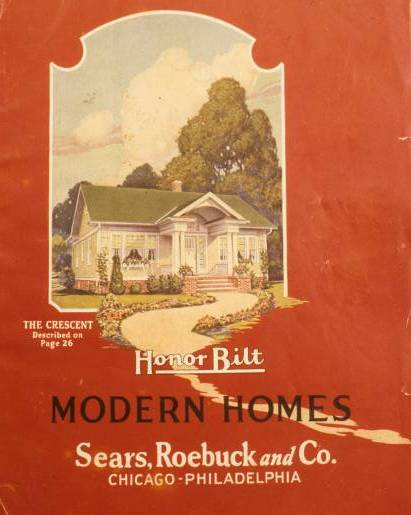 THE CRESCENT
Described on
Page 26
Honor Bilt
MODERN HOMES
Sears, Roebuck and Co.
CHICAGO - PHILADELPHIA